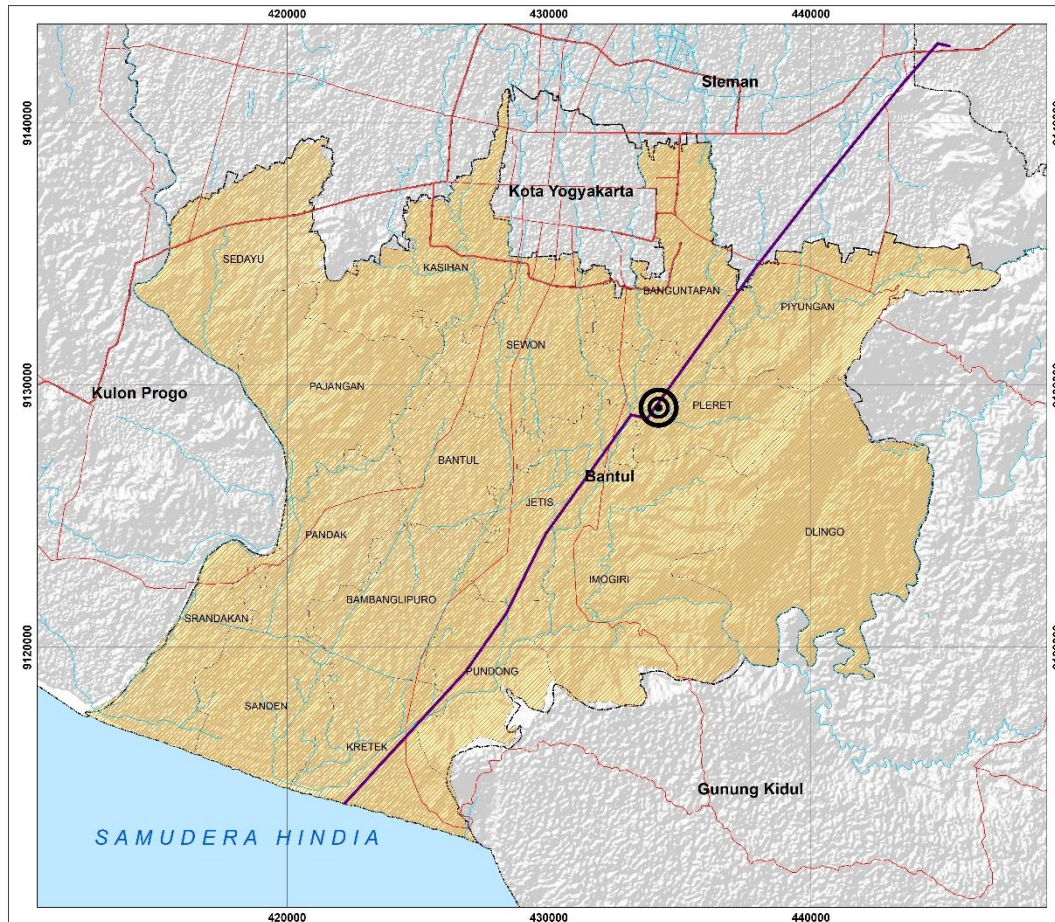 420000 430000 440000
Sleman
9140000
9140000
Kota Yogyakarta
SEDAYU
KASIHAN
BANGUNTAPAN
PIYUNGAN
SEWON
9130000
Kulon Progo
PAJANGAN
PLERET
BANTUL
Bantul
JETIS
PANDAK
DLINGO
IMOGIRI
BAMBANGLIPURO
SRANDAKAN
9120000
PUNDONG
SANDEN
KRETEK
Gunung Kidul
SAMUDERA HINDIA
420000 430000 440000